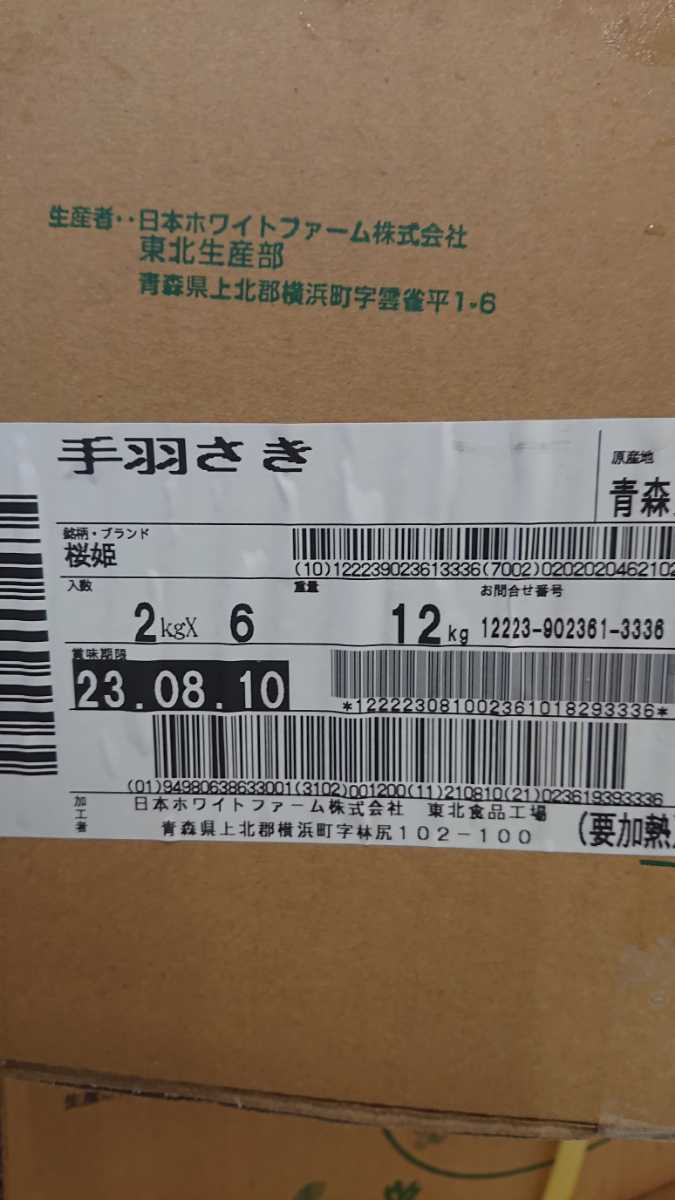 生産者‥日本ホワイトファーム株式会社
東北生産部
青森県上北郡横浜町字雲雀平1-6
手羽さき
原産地
青森
銘柄・ブランド
桜姫
(10)122239023613336(7002)0202020462102
入数
重量
お問合せ番号
2kgX 6
12kg
12223-902361-3336
賞味期限
23.08.10
*122223081002361018293336*
(01)94980638633001(3102)001200(11)210810(21)023619393336
加工者
日本ホワイトファーム株式会社 東北食品工場
青森県上北郡横浜町字林尻102-100
(要加熱)
生産